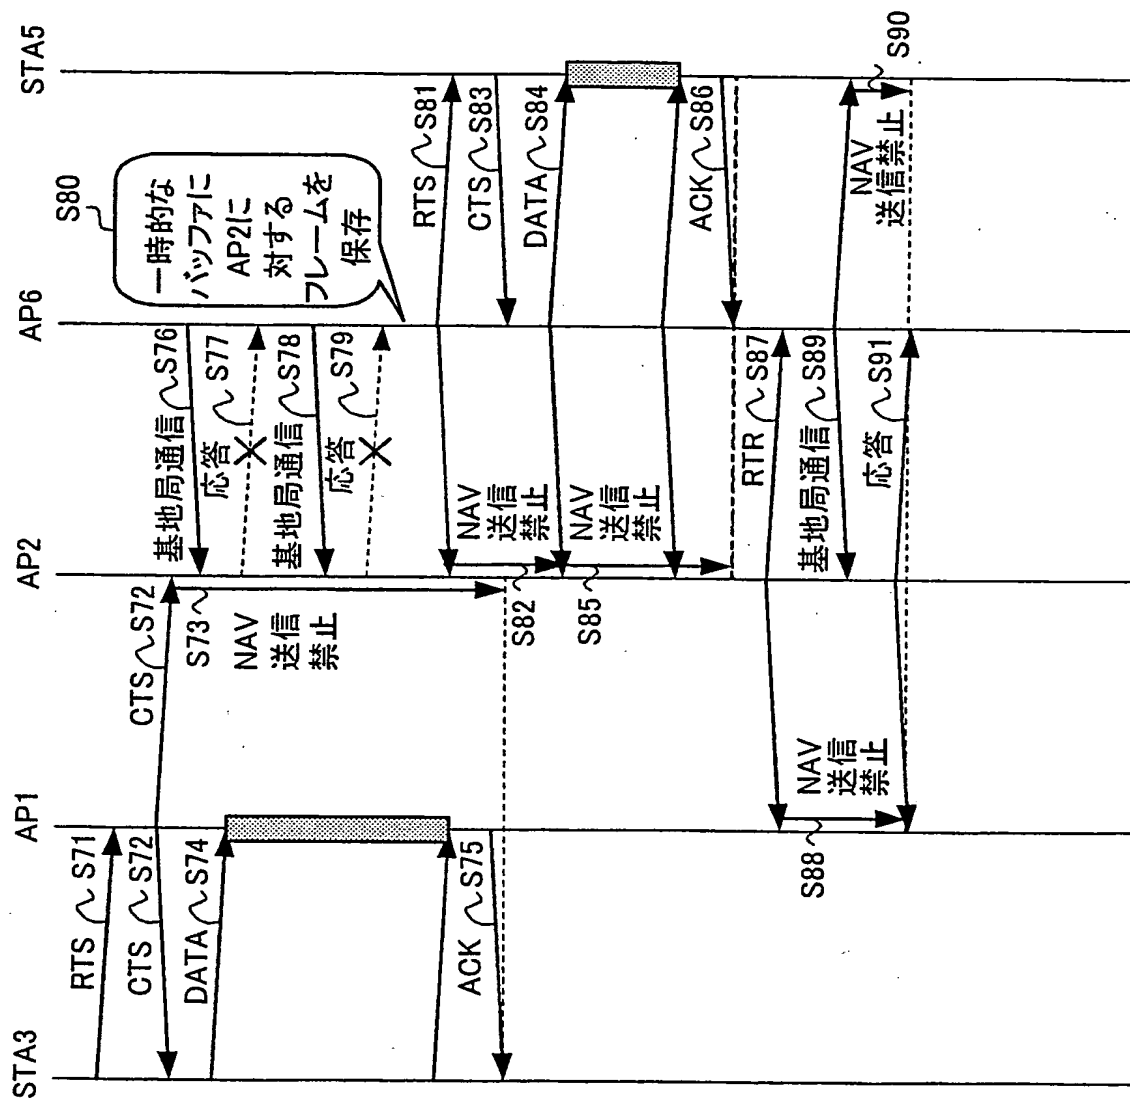 STA3
AP1
AP2
AP6
STA5
RTS S71
CTS S72
CTS S72
S73
NAV
送信
禁止
DATA S74
ACK S75
基地局通信 S76
応答 S77
基地局通信 S78
応答 S79
S80
一時的な
バッファに
AP2に
対する
フレームを
保存
RTS S81
NAV
送信
禁止
S82
CTS S83
DATA S84
NAV
送信
禁止
S85
ACK S86
RTR S87
NAV
送信
禁止
S88
基地局通信 S89
NAV
送信禁止
S90
応答 S91